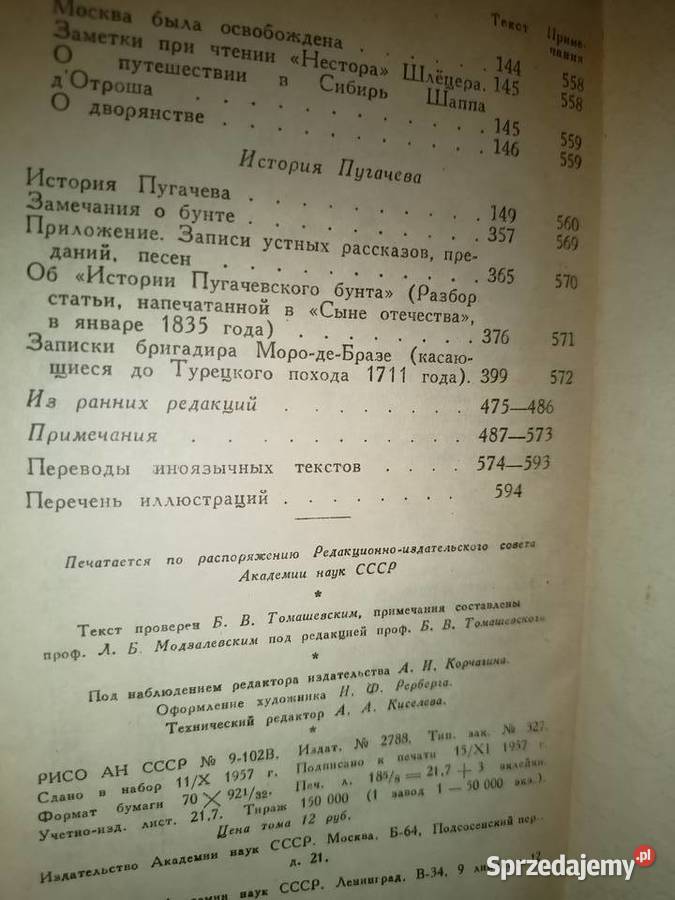 Текст Приме-
чания
Москва была освобождена . . . . . . 144 558
Заметки при чтении «Нестора» Шлёцера. 145 558
О путешествии в Сибирь Шаппа
д'Отроша . . . . . . . . . . 145 559
О дворянстве . . . . . . . . . . 146 559
История Пугачева
История Пугачева . . . . . . . . . 149 560
Замечания о бунте . . . . . . . . . 357 569
Приложение. Записи устных рассказов, пре-
даний, песен . . . . . . . . . . 365 570
Об «Истории Пугачевского бунта» (Разбор
статьи, напечатанной в «Сыне отечества»,
в январе 1835 года) . . . . . . . 376 571
Записки бригадира Моро-де-Бразе (касаю-
щиеся до Турецкого похода 1711 года). 399 572
Из ранних редакций . . . . . . . 475—486
Примечания . . . . . . . . . . 487—573
Переводы иноязычных текстов . . . . 574—593
Перечень иллюстраций . . . . . . . 594
Печатается по распоряжению Редакционно-издательского совета
Академии наук СССР
*
Текст проверен Б. В. Томашевским, примечания составлены
проф. Л. Б. Модзалевским под редакцией проф. Б. В. Томашевского
*
Под наблюдением редактора издательства А. И. Корчагина.
Оформление художника И. Ф. Рерберга.
Технический редактор А. А. Киселева.
*
РИСО АН СССР № 9-102В. Издат. № 2788. Тип. зак. № 327.
Сдано в набор 11/X 1957 г. Подписано к печати 15/XI 1957 г.
Формат бумаги 70 × 92 1/32. Печ. л. 18 5/8 = 21,7 + 3 вклейки.
Учетно-изд. лист. 21,7. Тираж 150 000 (1 завод 1—50 000 экз.).
Цена тома 12 руб.
Издательство Академии наук СССР. Москва, Б-64, Подсосенский пер.,
д. 21.
наук СССР. Ленинград, В-34, 9 12
Sprzedajemy.pl